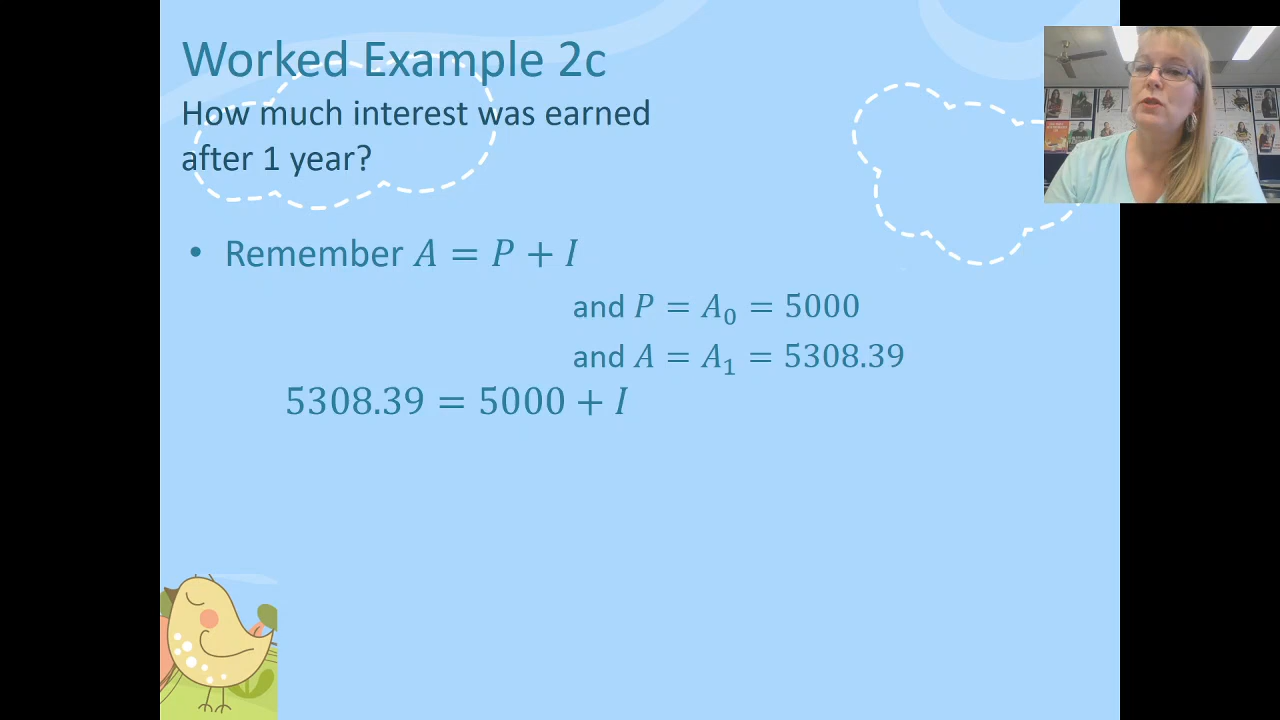 Worked Example 2c
How much interest was earned
after 1 year?
• Remember A = P + I
and P = A₀ = 5000
and A = A₁ = 5308.39
5308.39 = 5000 + I